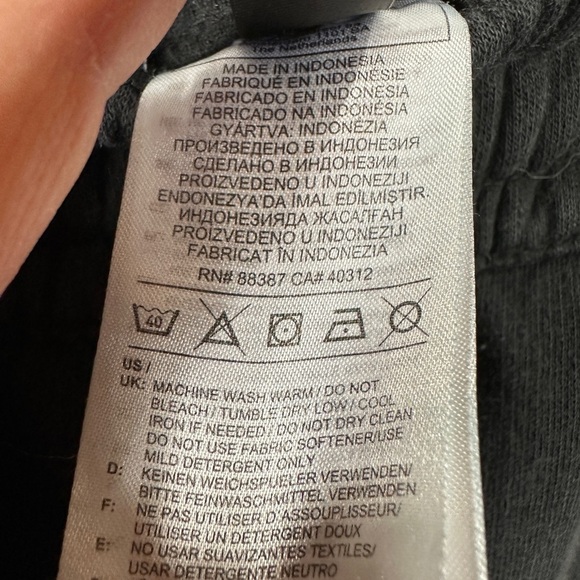 The Netherlands
MADE IN INDONESIA
FABRIQUÉ EN INDONÉSIE
FABRICADO EN INDONESIA
FABRICADO NA INDONÉSIA
GYÁRTVA: INDONÉZIA
ПРОИЗВЕДЕНО В ИНДОНЕЗИЯ
СДЕЛАНО В ИНДОНЕЗИИ
PROIZVEDENO U INDONEZIJI
ENDONEZYA'DA IMAL EDİLMİŞTİR.
ИНДОНЕЗИЯДА ЖАСАЛҒАН
PROIZVEDENO U INDONEZIJI
FABRICAT ÎN INDONEZIA
RN# 88387 CA# 40312
40
US /
UK: MACHINE WASH WARM / DO NOT
BLEACH / TUMBLE DRY LOW / COOL
IRON IF NEEDED / DO NOT DRY CLEAN
DO NOT USE FABRIC SOFTENER/USE
MILD DETERGENT ONLY
D: KEINEN WEICHSPUELER VERWENDEN/
BITTE FEINWASCHMITTEL VERWENDEN
F: NE PAS UTILISER D'ASSOUPLISSEUR/
UTILISER UN DETERGENT DOUX
E: NO USAR SUAVIZANTES TEXTILES/
USAR DETERGENTE NEUTRO